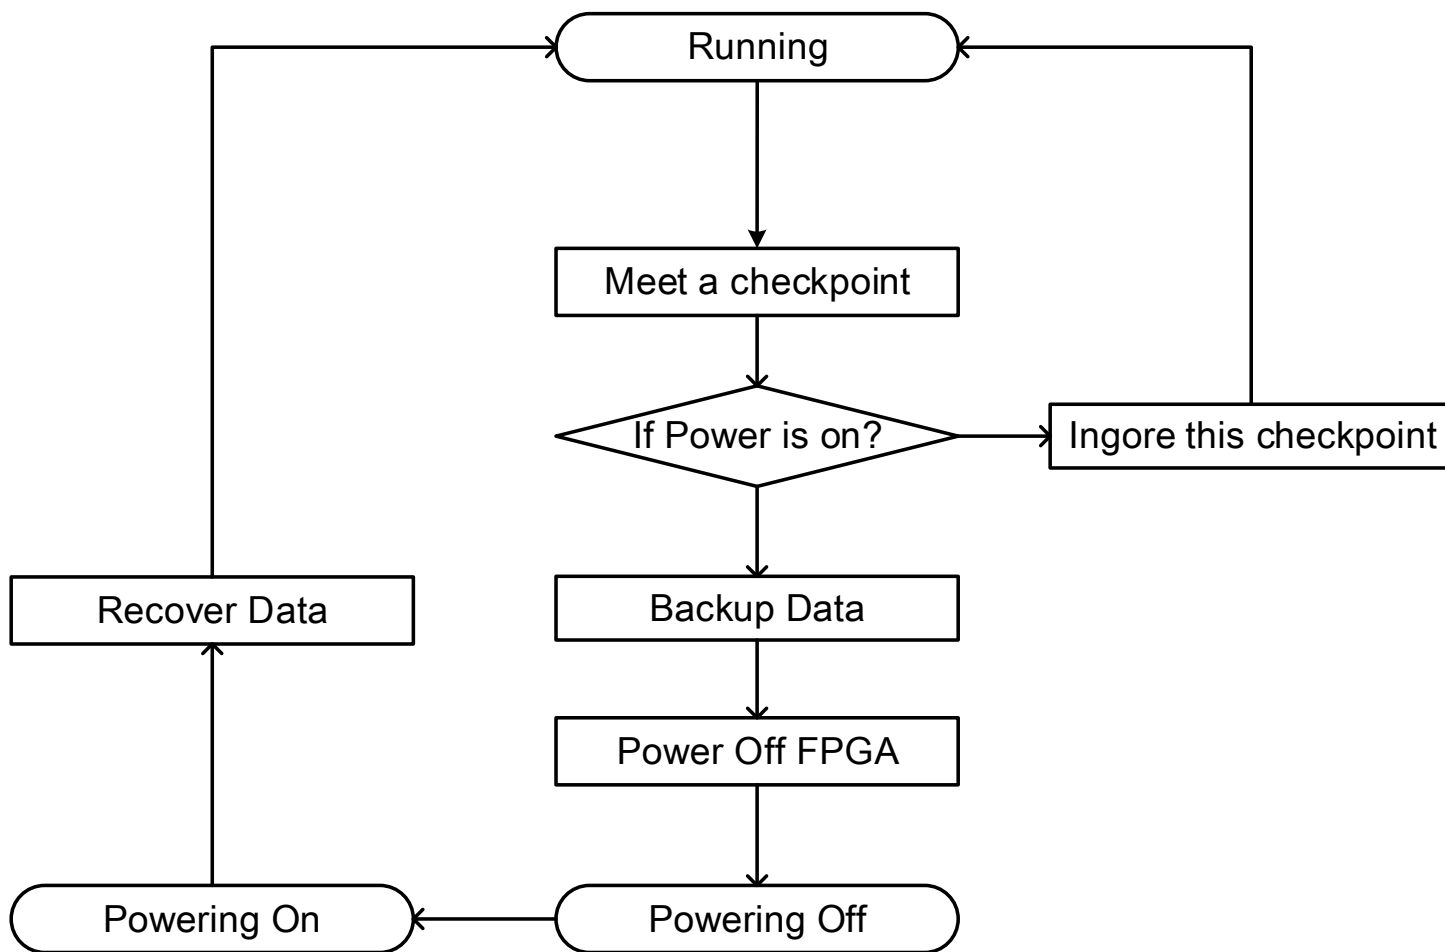 Running
Meet a checkpoint
If Power is on?
Ingore this checkpoint
Recover Data
Backup Data
Power Off FPGA
Powering On
Powering Off